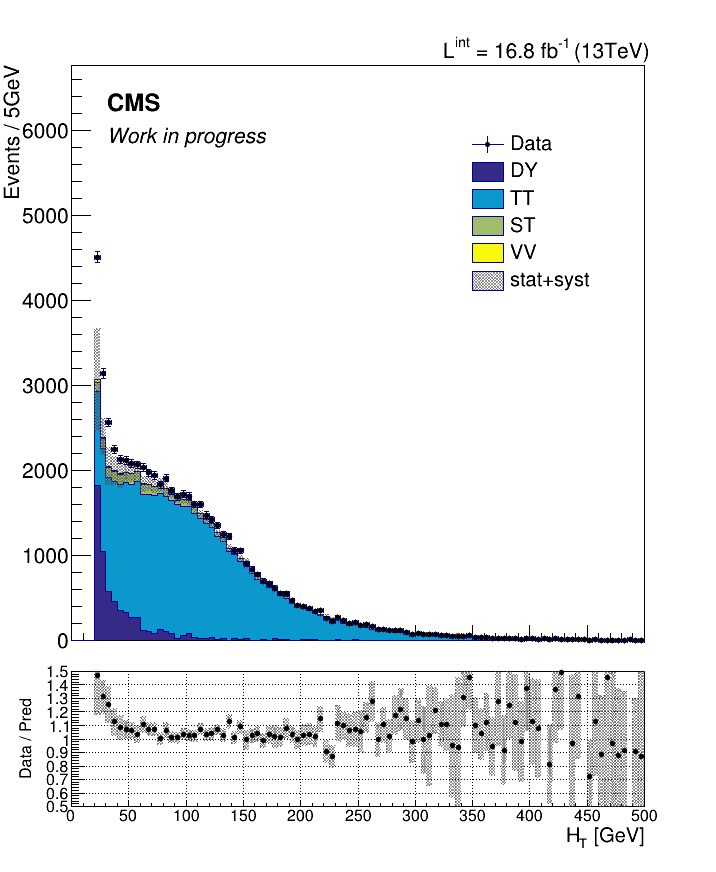 L^int = 16.8 fb^-1 (13TeV)
Events / 5GeV
CMS
Work in progress
Data
DY
TT
ST
VV
stat+syst
6000
5000
4000
3000
2000
1000
0
Data / Pred
1.5
1.4
1.3
1.2
1.1
1
0.9
0.8
0.7
0.6
0.5
0 50 100 150 200 250 300 350 400 450 500
H_T [GeV]